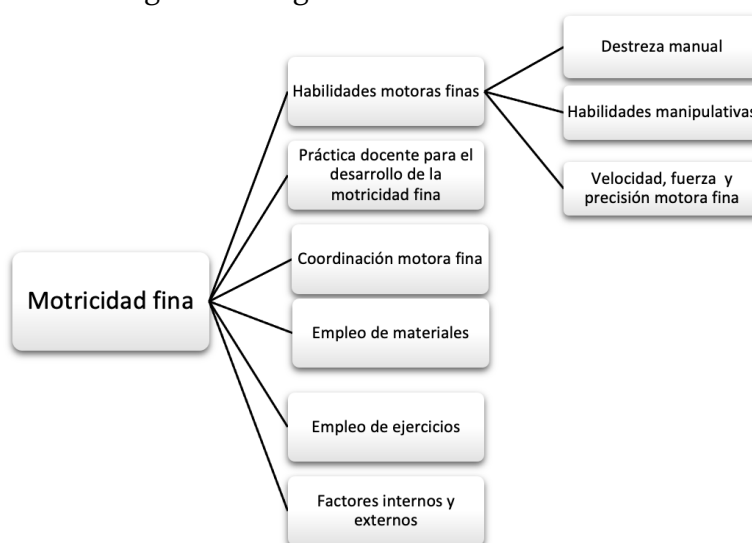 Motricidad fina
Habilidades motoras finas
Práctica docente para el
desarrollo de la
motricidad fina
Coordinación motora fina
Empleo de materiales
Empleo de ejercicios
Factores internos y
externos
Destreza manual
Habilidades manipulativas
Velocidad, fuerza y
precisión motora fina